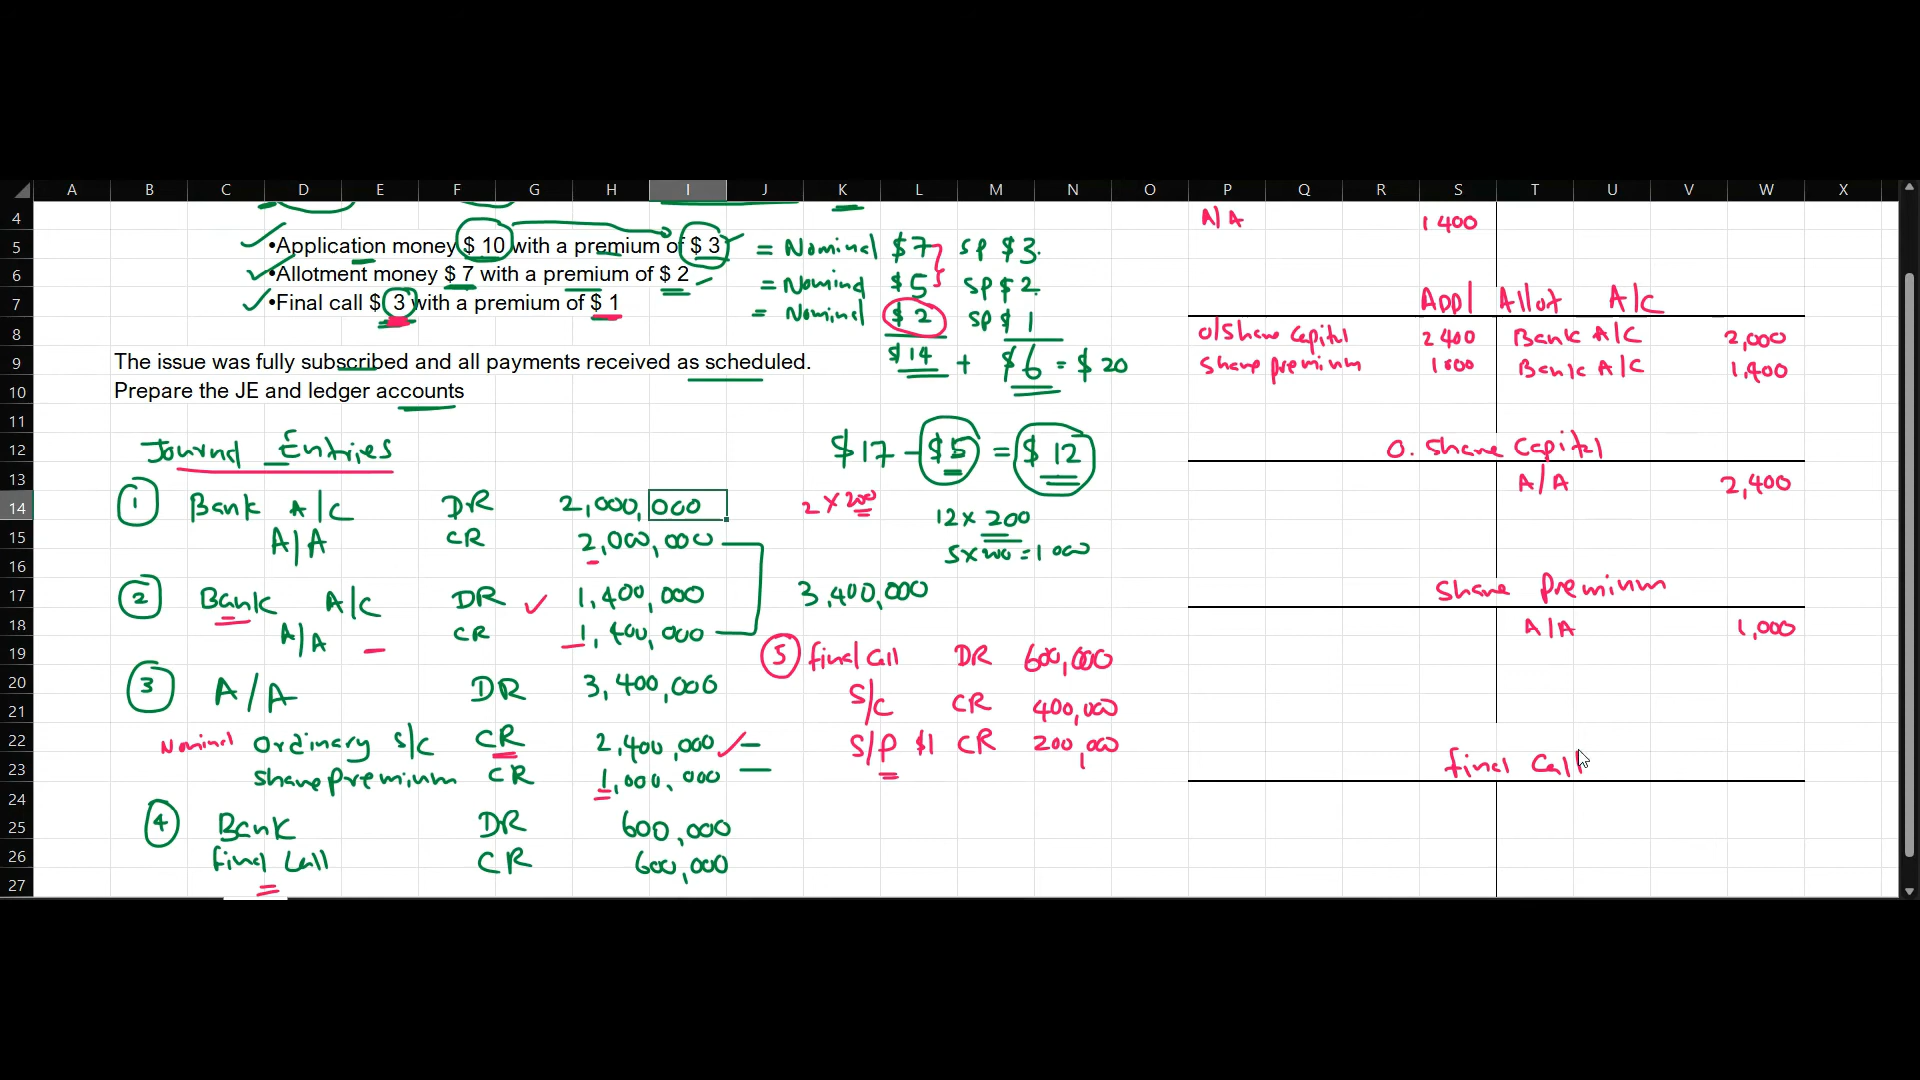 A B C D E F G H I J K L M N O P Q R S T U V W X
4 A/A 1400
5 •Application money $ 10 with a premium of $ 3 = Nominal $7 SP $3.
6 •Allotment money $ 7 with a premium of $ 2 = Nominal $5 SP $2.
7 •Final call $ 3 with a premium of $ 1 = Nominal $2 SP $1
Appl Allot A/C
8 O/Share Capital 2400 Bank A/C 2,000
9 The issue was fully subscribed and all payments received as scheduled. $14 + $6 = $20
Share premium 1000 Bank A/C 1,400
10 Prepare the JE and ledger accounts
11
12 Journal Entries $17 - $5 = $12 O. Share Capital
13 A/A 2,400
14 1 Bank A/C DR 2,000,000 2 x 200 12 x 200
15 A/A CR 2,000,000 5 x 200 = 1000
16
17 2 Bank A/C DR 1,400,000 3,400,000 Share Premium
18 A/A CR 1,400,000 A/A 1,000
19 5 final Call DR 600,000
20 3 A/A DR 3,400,000
21 S/C CR 400,000
22 Nominal Ordinary S/C CR 2,400,000 S/P $1 CR 200,000
23 Share premium CR 1,000,000 final Call
24
25 4 Bank DR 600,000
26 final Call CR 600,000
27